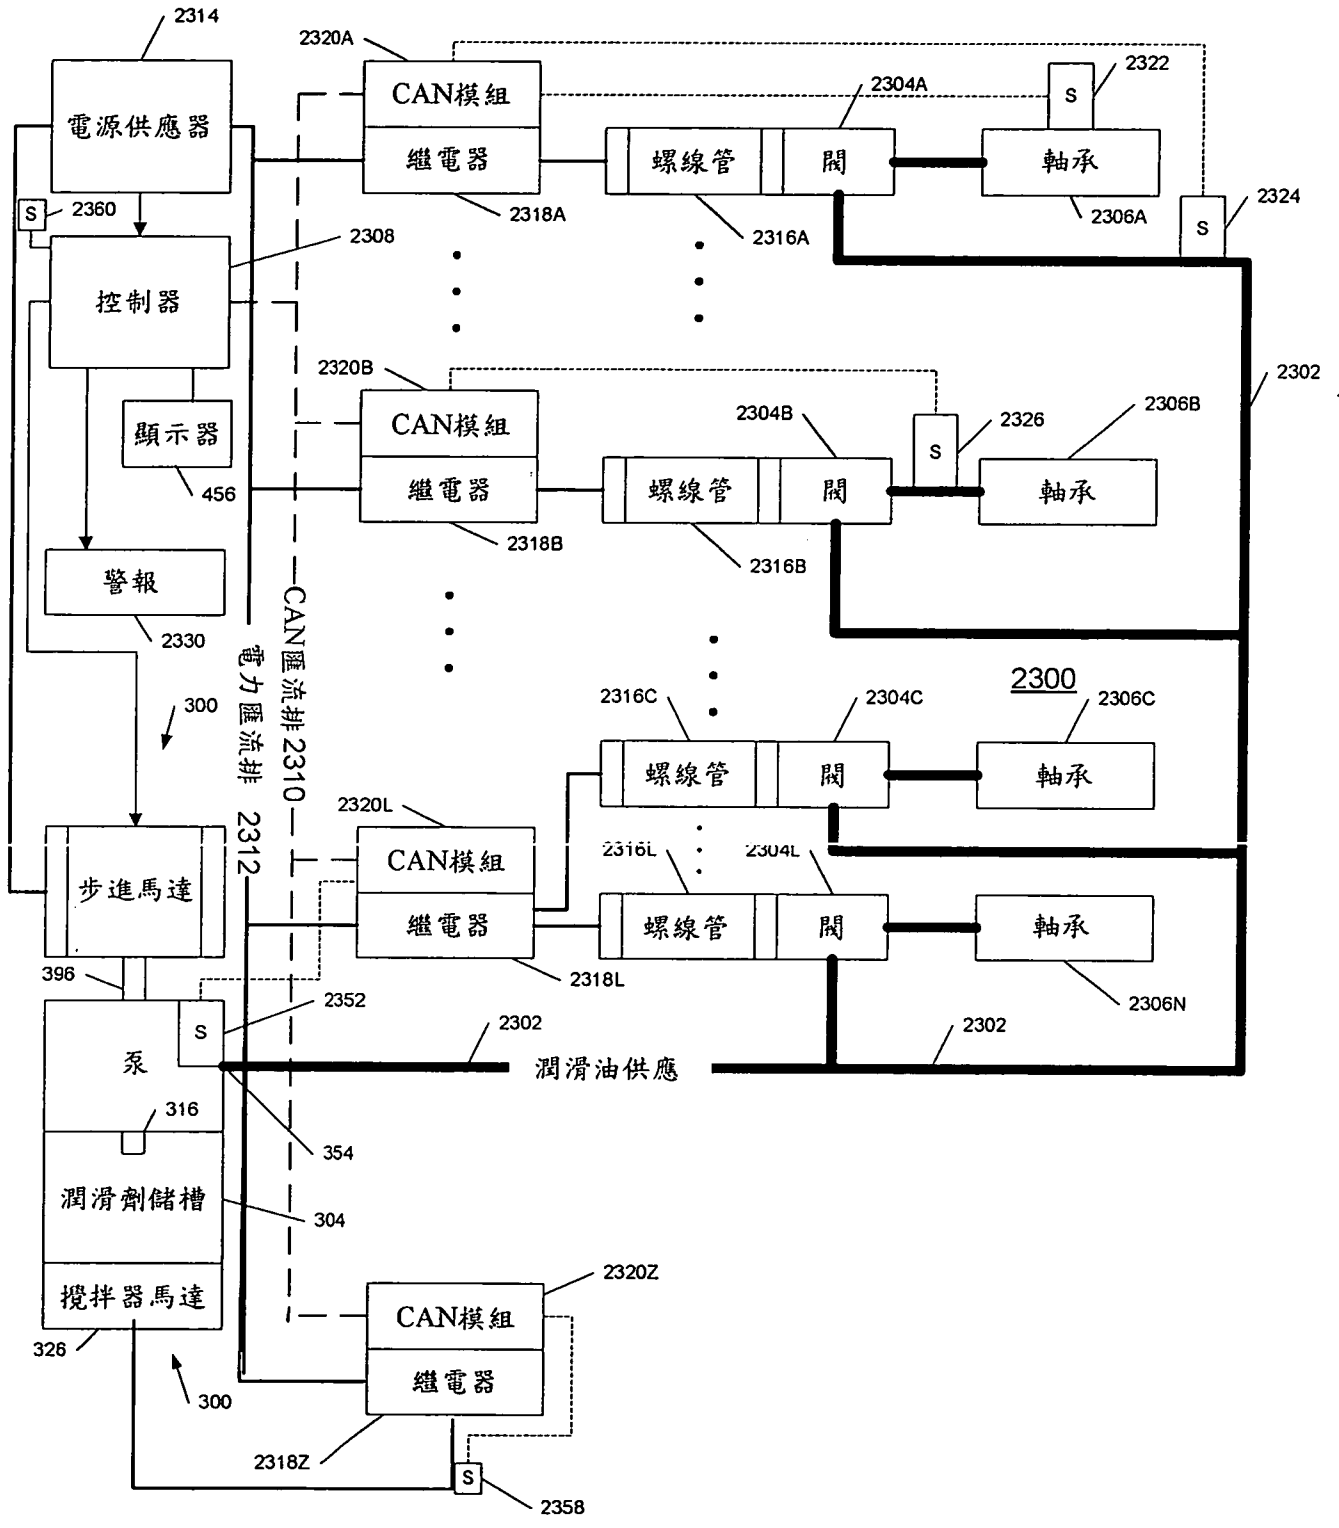 2314
2320A
2322
CAN模組
2304A
S
電源供應器
繼電器
螺線管
閥
軸承
S
2360
2318A
2306A
2324
S
2308
2316A
控制器
2320B
2302
CAN模組
2304B
2306B
顯示器
2326
S
456
繼電器
螺線管
閥
軸承
2318B
2316B
警報
2330
CAN匯流排2310
電力匯流排 2312
300
2300
2316C
2304C
2306C
螺線管
閥
軸承
2320L
2316L
2304L
CAN模組
步進馬達
繼電器
螺線管
閥
軸承
396
2318L
2306N
2352
S
2302
2302
泵
潤滑油供應
316
354
潤滑劑儲槽
304
2320Z
攪拌器馬達
CAN模組
326
繼電器
300
2318Z
S
2358